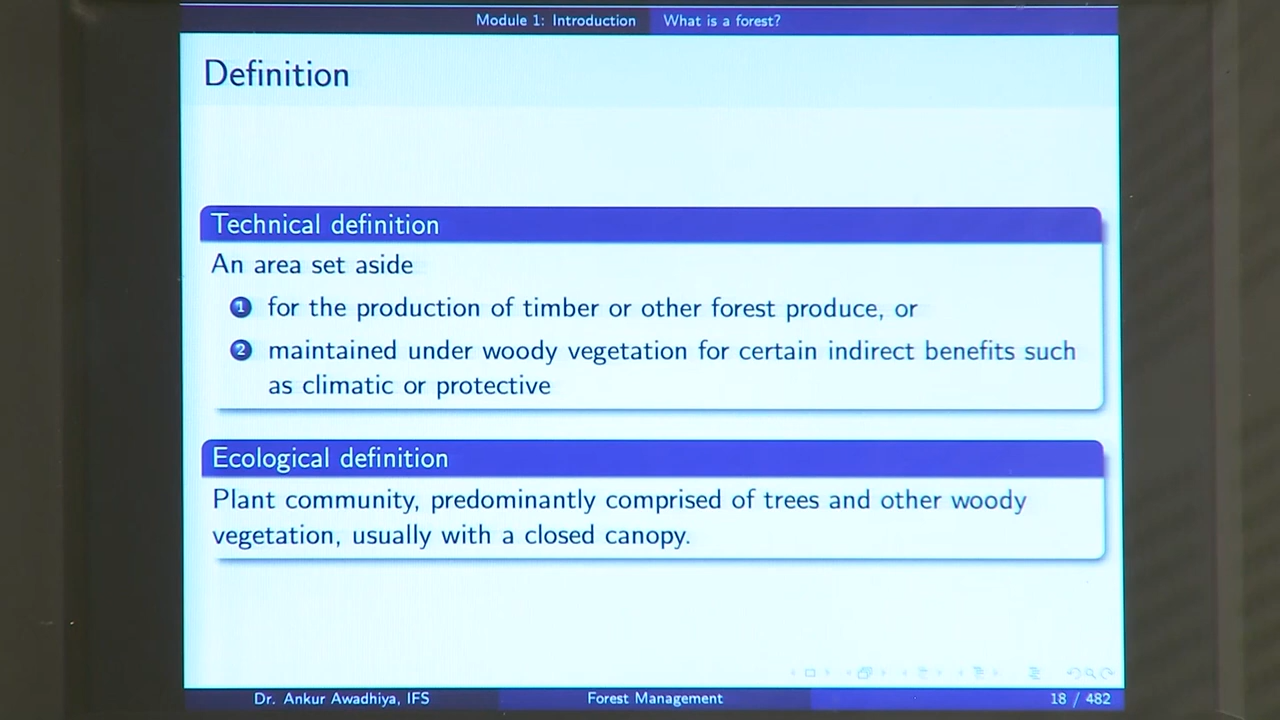 Module 1: Introduction What is a forest?
Definition
Technical definition
An area set aside
1 for the production of timber or other forest produce, or
2 maintained under woody vegetation for certain indirect benefits such
as climatic or protective
Ecological definition
Plant community, predominantly comprised of trees and other woody
vegetation, usually with a closed canopy.
Dr. Ankur Awadhiya, IFS Forest Management 18 / 482